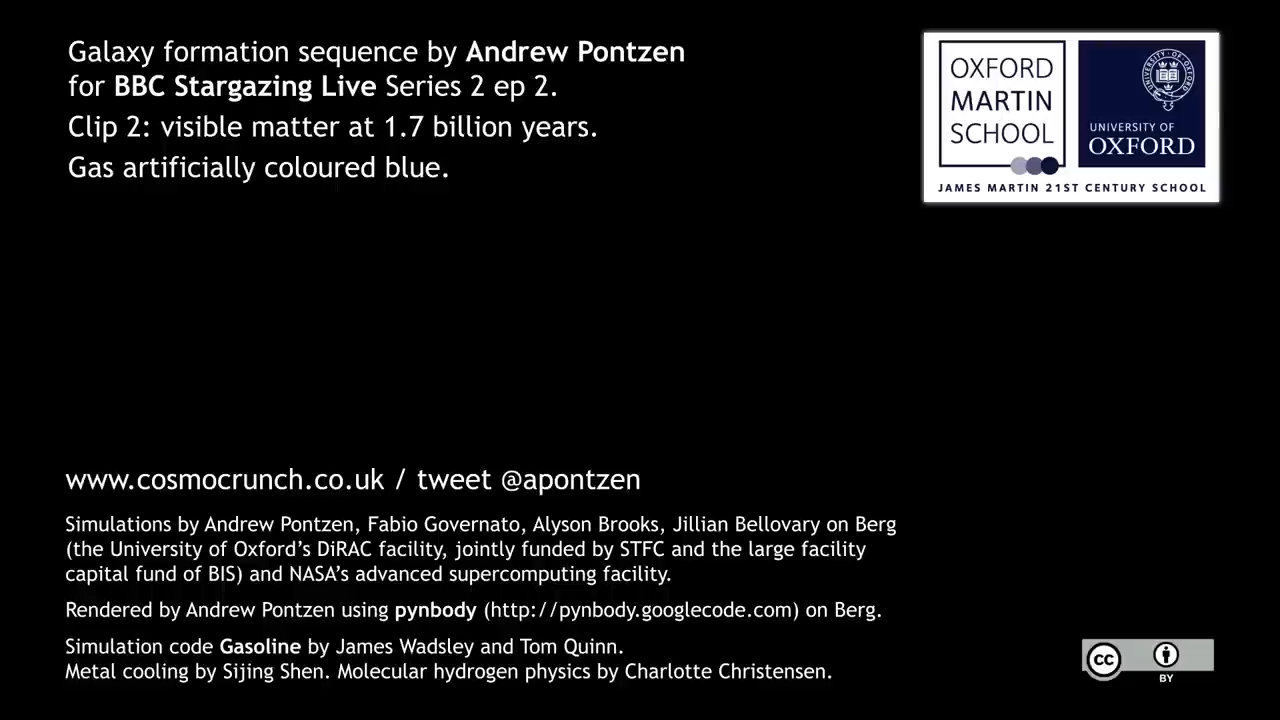 Galaxy formation sequence by Andrew Pontzen
for BBC Stargazing Live Series 2 ep 2.
Clip 2: visible matter at 1.7 billion years.
Gas artificially coloured blue.
OXFORD
MARTIN
SCHOOL
UNIVERSITY OF
OXFORD
JAMES MARTIN 21ST CENTURY SCHOOL
www.cosmocrunch.co.uk / tweet @apontzen
Simulations by Andrew Pontzen, Fabio Governato, Alyson Brooks, Jillian Bellovary on Berg
(the University of Oxford’s DiRAC facility, jointly funded by STFC and the large facility
capital fund of BIS) and NASA’s advanced supercomputing facility.
Rendered by Andrew Pontzen using pynbody (http://pynbody.googlecode.com) on Berg.
Simulation code Gasoline by James Wadsley and Tom Quinn.
Metal cooling by Sijing Shen. Molecular hydrogen physics by Charlotte Christensen.
cc
BY